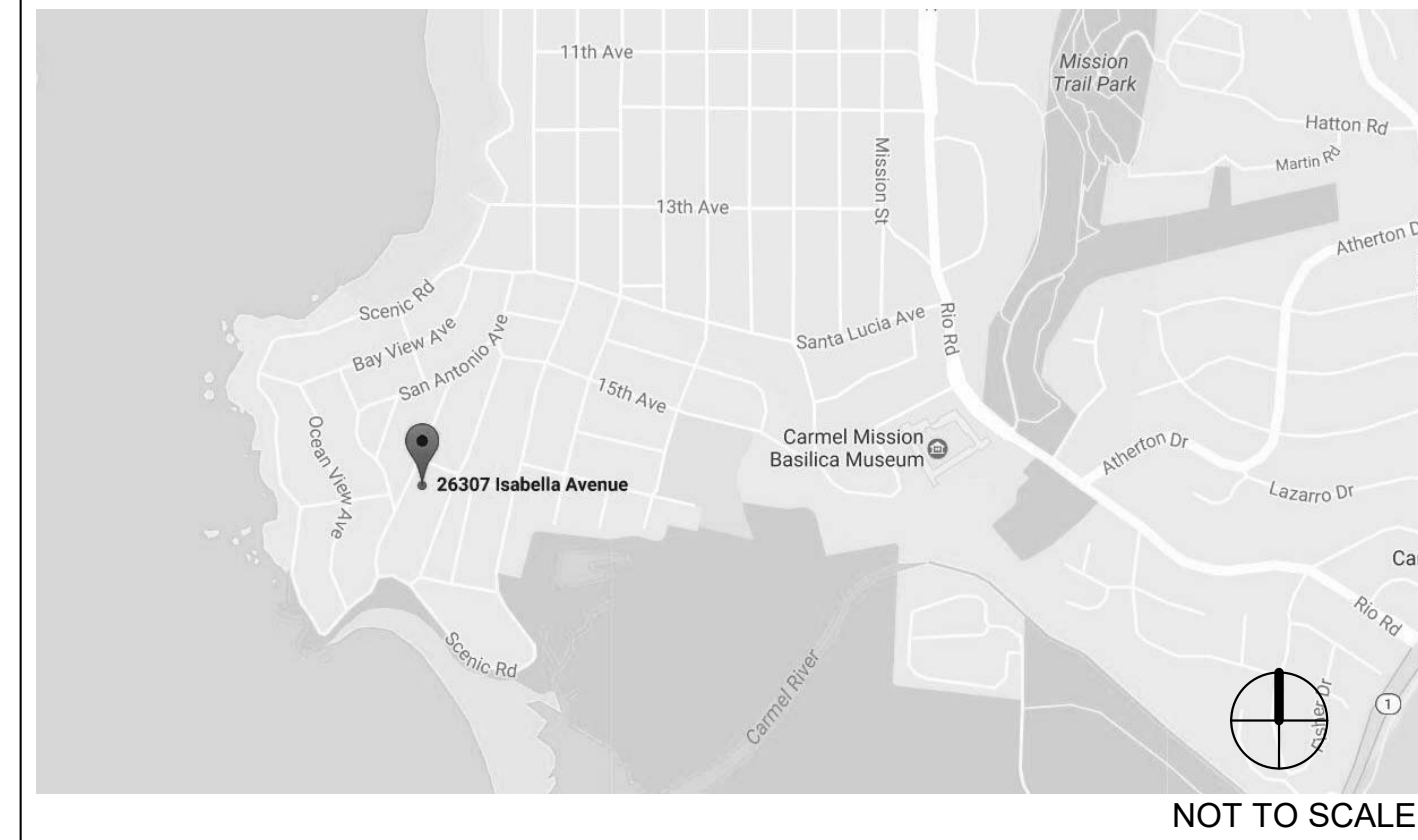 11th Ave
Mission
Trail Park
Hatton Rd
Martin Rd
Mission St
13th Ave
Atherton D
Scenic Rd
Bay View Ave
San Antonio Ave
Santa Lucia Ave
Rio Rd
15th Ave
Ocean View Ave
Carmel Mission
Basilica Museum
Atherton Dr
26307 Isabella Avenue
Lazarro Dr
Ca
Rio Rd
Scenic Rd
Carmel River
Fisher Dr
1
NOT TO SCALE